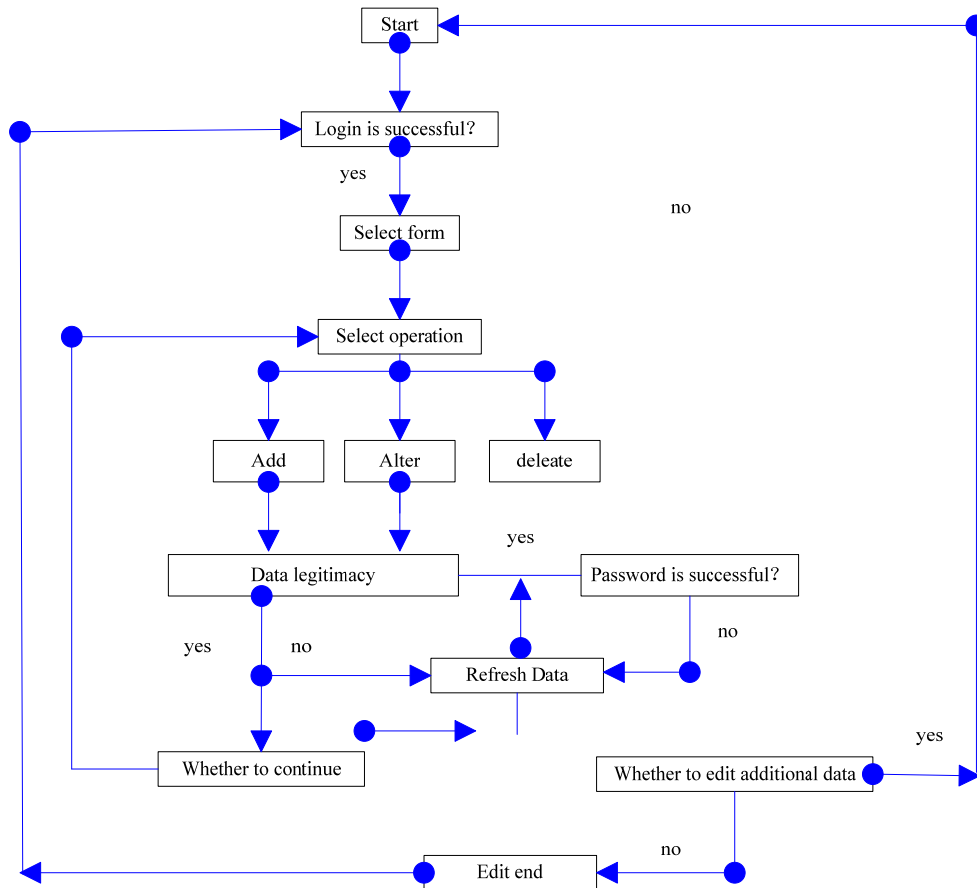 Start
Login is successful?
yes
no
Select form
Select operation
Add
Alter
deleate
yes
Data legitimacy
Password is successful?
yes
no
no
Refresh Data
yes
Whether to continue
Whether to edit additional data
no
Edit end